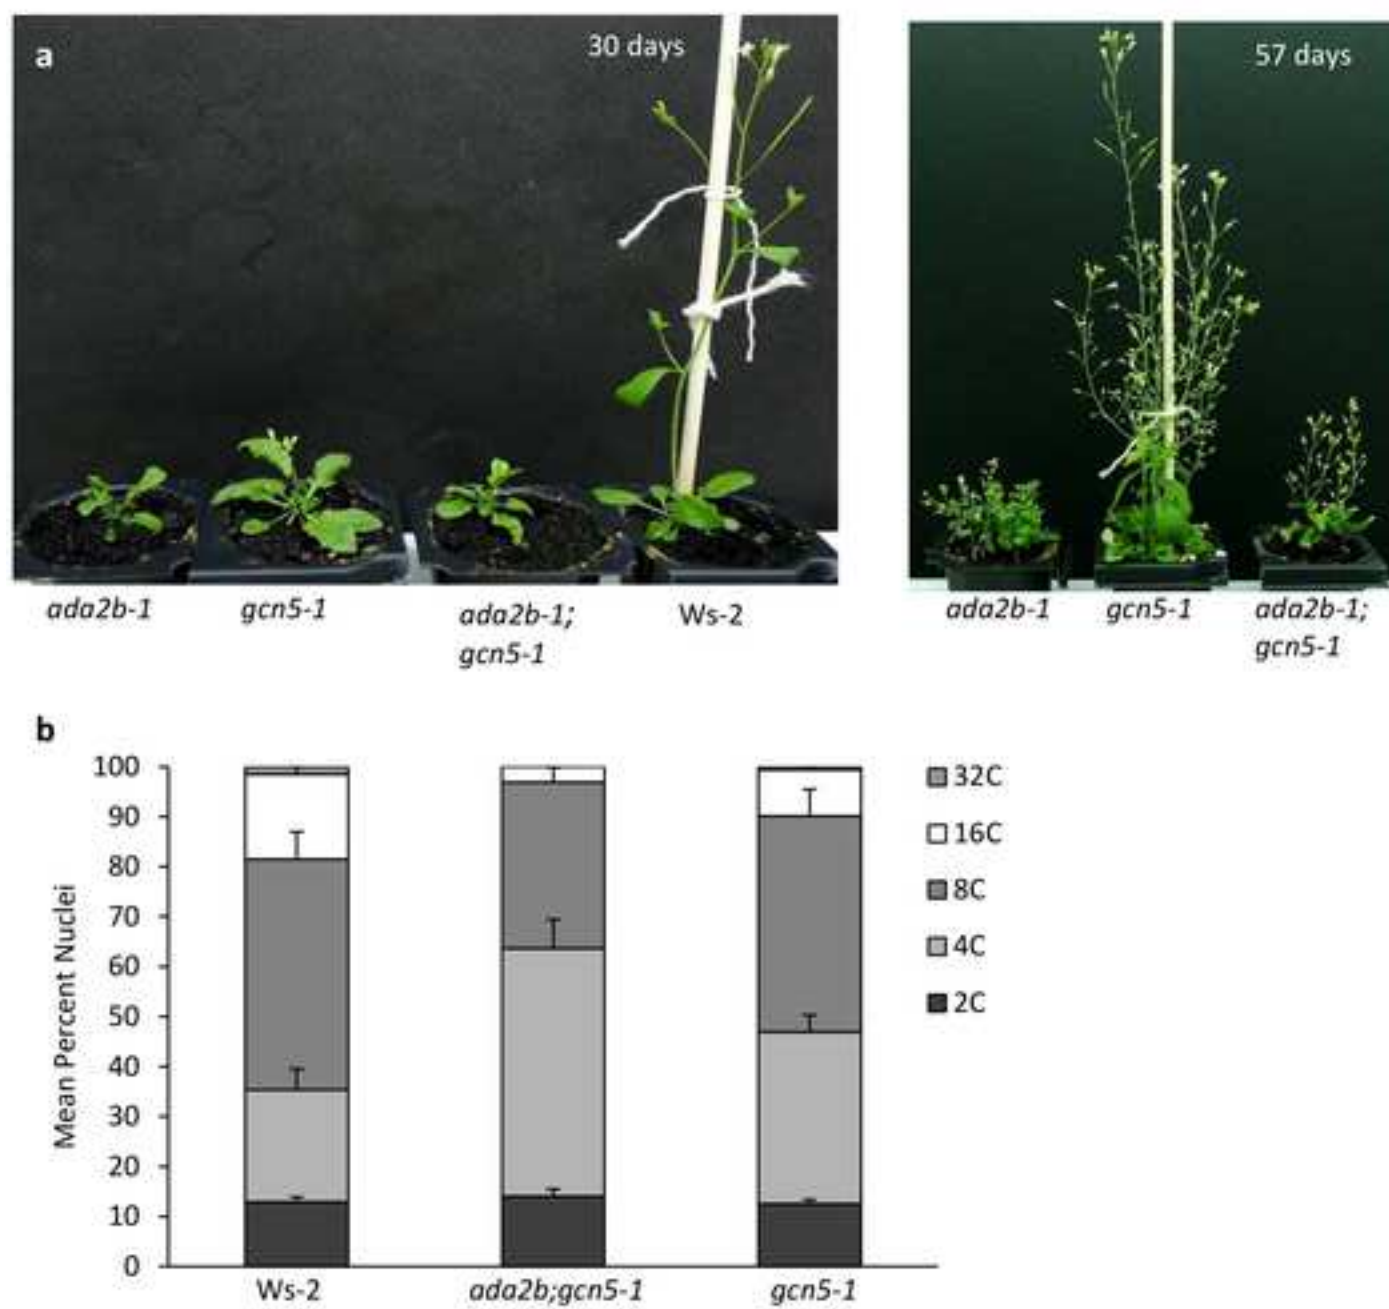 a
30 days
57 days
ada2b-1
gcn5-1
ada2b-1;
gcn5-1
Ws-2
ada2b-1
gcn5-1
ada2b-1;
gcn5-1
b
Mean Percent Nuclei
100
90
80
70
60
50
40
30
20
10
0
32C
16C
8C
4C
2C
Ws-2
ada2b;gcn5-1
gcn5-1